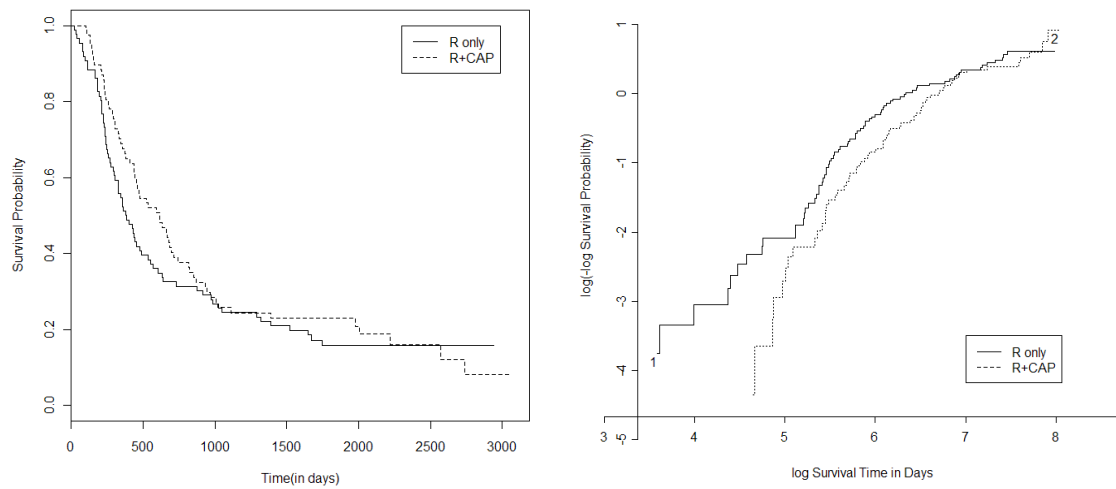 R only
R+CAP
Survival Probability
0.0 0.2 0.4 0.6 0.8 1.0
0 500 1000 1500 2000 2500 3000
Time(in days)
R only
R+CAP
log(-log Survival Probability)
1
0
-1
-2
-3
-4
-5
1
2
3 4 5 6 7 8
log Survival Time in Days